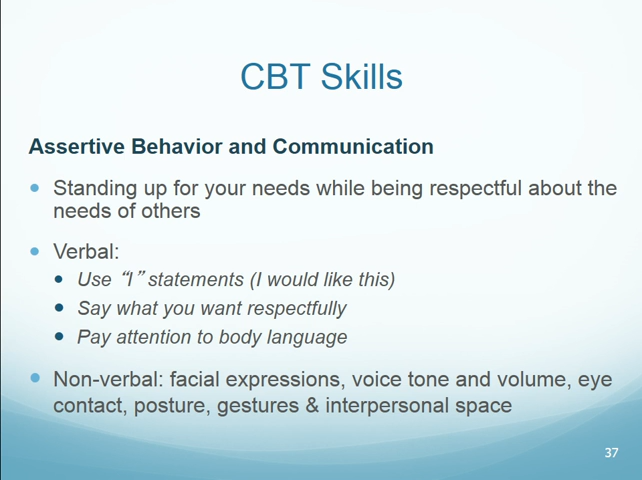 CBT Skills
Assertive Behavior and Communication
• Standing up for your needs while being respectful about the
needs of others
• Verbal:
• Use “I” statements (I would like this)
• Say what you want respectfully
• Pay attention to body language
• Non-verbal: facial expressions, voice tone and volume, eye
contact, posture, gestures & interpersonal space
37